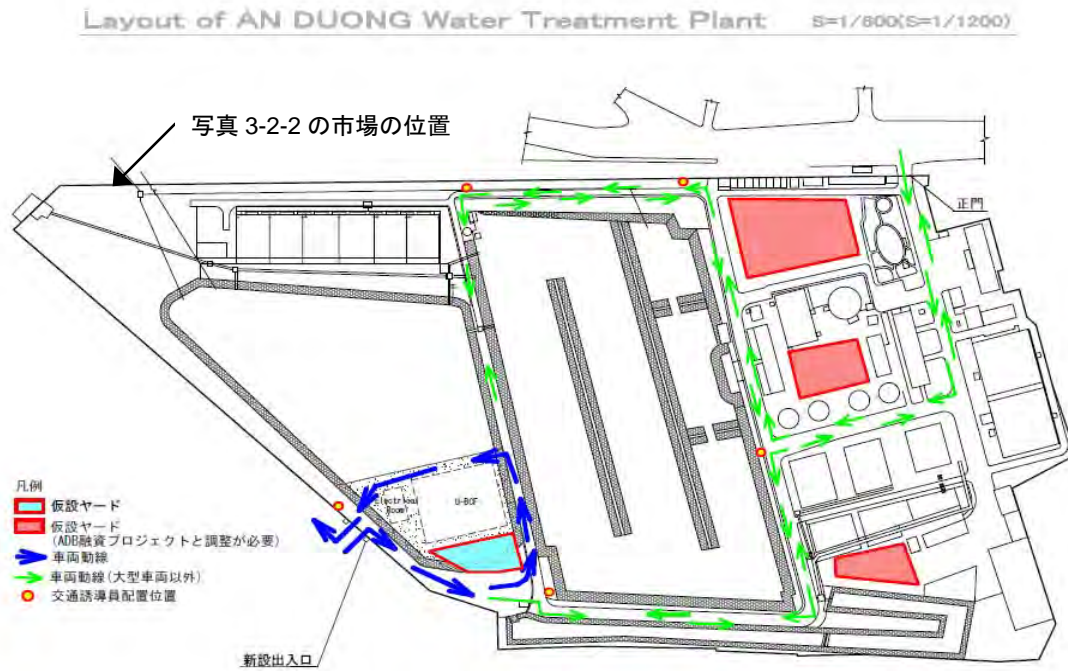 Layout of AN DUONG Water Treatment Plant S=1/600(S=1/1200)
写真 3-2-2 の市場の位置
正門
Electrical
Room
U-BCF
凡例
仮設ヤード
仮設ヤード
(ADB融資プロジェクトと調整が必要)
車両動線
車両動線(大型車両以外)
交通誘導員配置位置
新設出入口